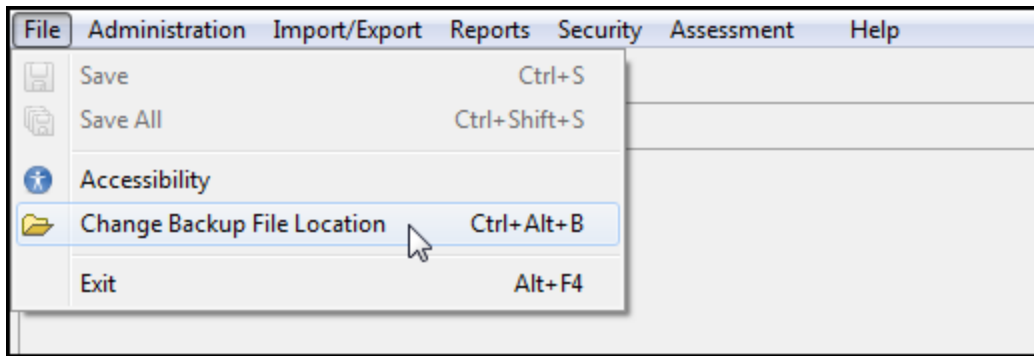 File Administration Import/Export Reports Security Assessment Help
Save Ctrl+S
Save All Ctrl+Shift+S
Accessibility
Change Backup File Location Ctrl+Alt+B
Exit Alt+F4